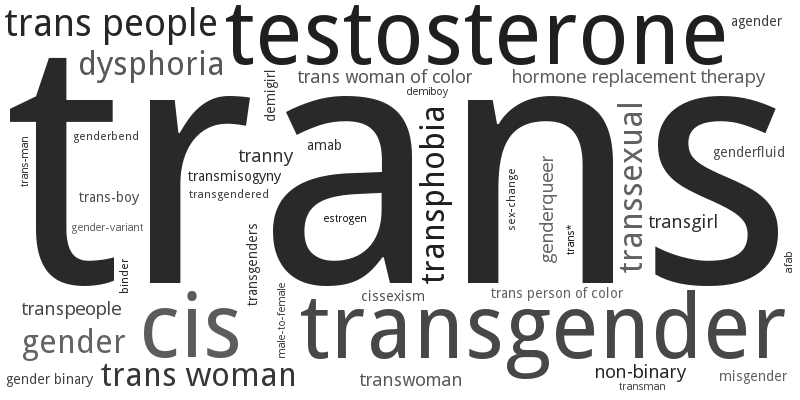 trans people
testosterone
agender
dysphoria
trans woman of color
hormone replacement therapy
demigirl
demiboy
trans
genderbend
trans-man
tranny
amab
transphobia
transsexual
genderfluid
transmisogyny
trans-boy
transgendered
sex-change
genderqueer
gender-variant
estrogen
trans*
transgirl
transgenders
binder
afab
transpeople
cis
male-to-female
cissexism
trans person of color
transgender
gender
gender binary
trans woman
transwoman
non-binary
transman
misgender